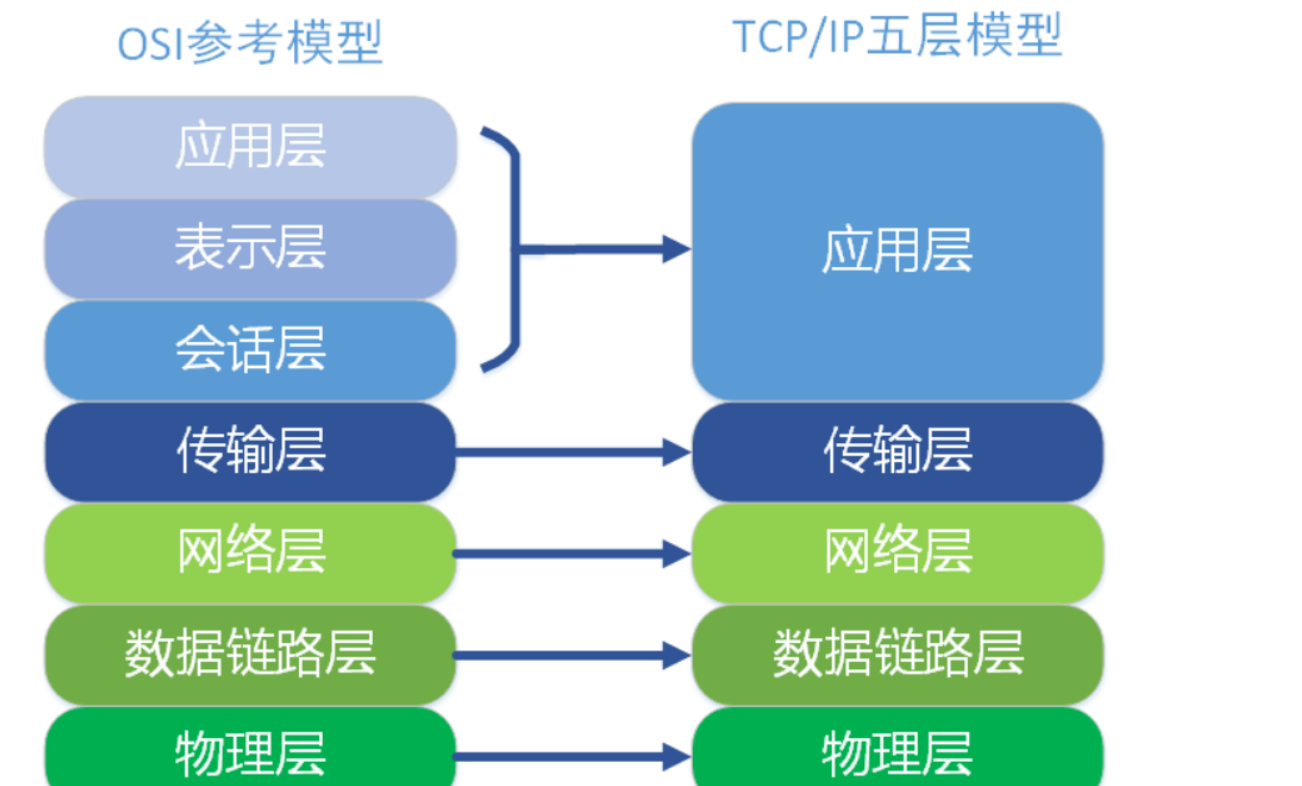 OSI参考模型
TCP/IP五层模型
应用层
表示层
会话层
传输层
网络层
数据链路层
物理层
应用层
传输层
网络层
数据链路层
物理层